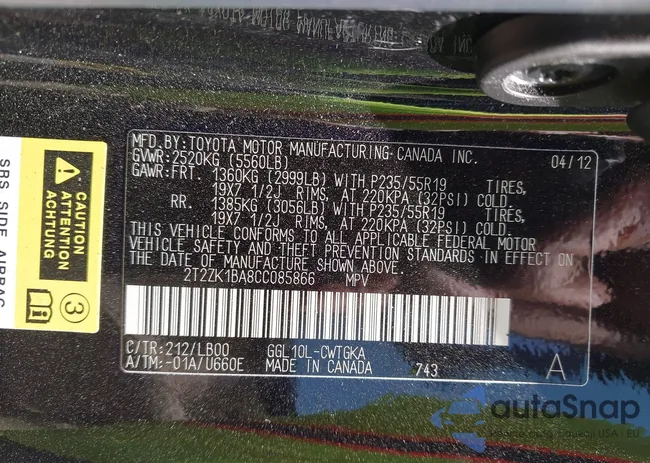 MFD.BY:TOYOTA MOTOR MANUFACTURING CANADA INC. 04/12
GVWR:2520KG (5560LB)
GAWR:FRT. 1360KG (2999LB) WITH P235/55R19 TIRES,
19X7 1/2J RIMS, AT 220KPA (32PSI) COLD.
RR. 1385KG (3056LB) WITH P235/55R19 TIRES,
19X7 1/2J RIMS, AT 220KPA (32PSI) COLD.
THIS VEHICLE CONFORMS TO ALL APPLICABLE FEDERAL MOTOR
VEHICLE SAFETY AND THEFT PREVENTION STANDARDS IN EFFECT ON
THE DATE OF MANUFACTURE SHOWN ABOVE.
2T2ZK1BA8CC085866 MPV
C/TR:212/LB00 GGL10L-CWTGKA
A/TM:-01A/U660E MADE IN CANADA 743 A
CAUTION
ATTENTION
ACHTUNG
3
SRS SIDE AIRBAG
autoSnap